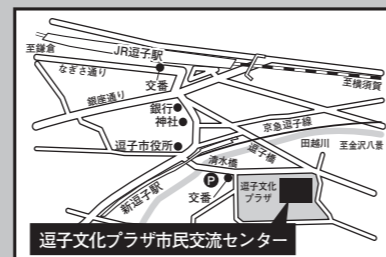 至鎌倉
JR逗子駅
なぎさ通り
至横須賀
交番
銀座通り
銀行
神社
京急逗子線
逗子市役所
逗子橋
田越川
至金沢八景
清水橋
P
新逗子駅
交番
逗子文化
プラザ
逗子文化プラザ市民交流センター